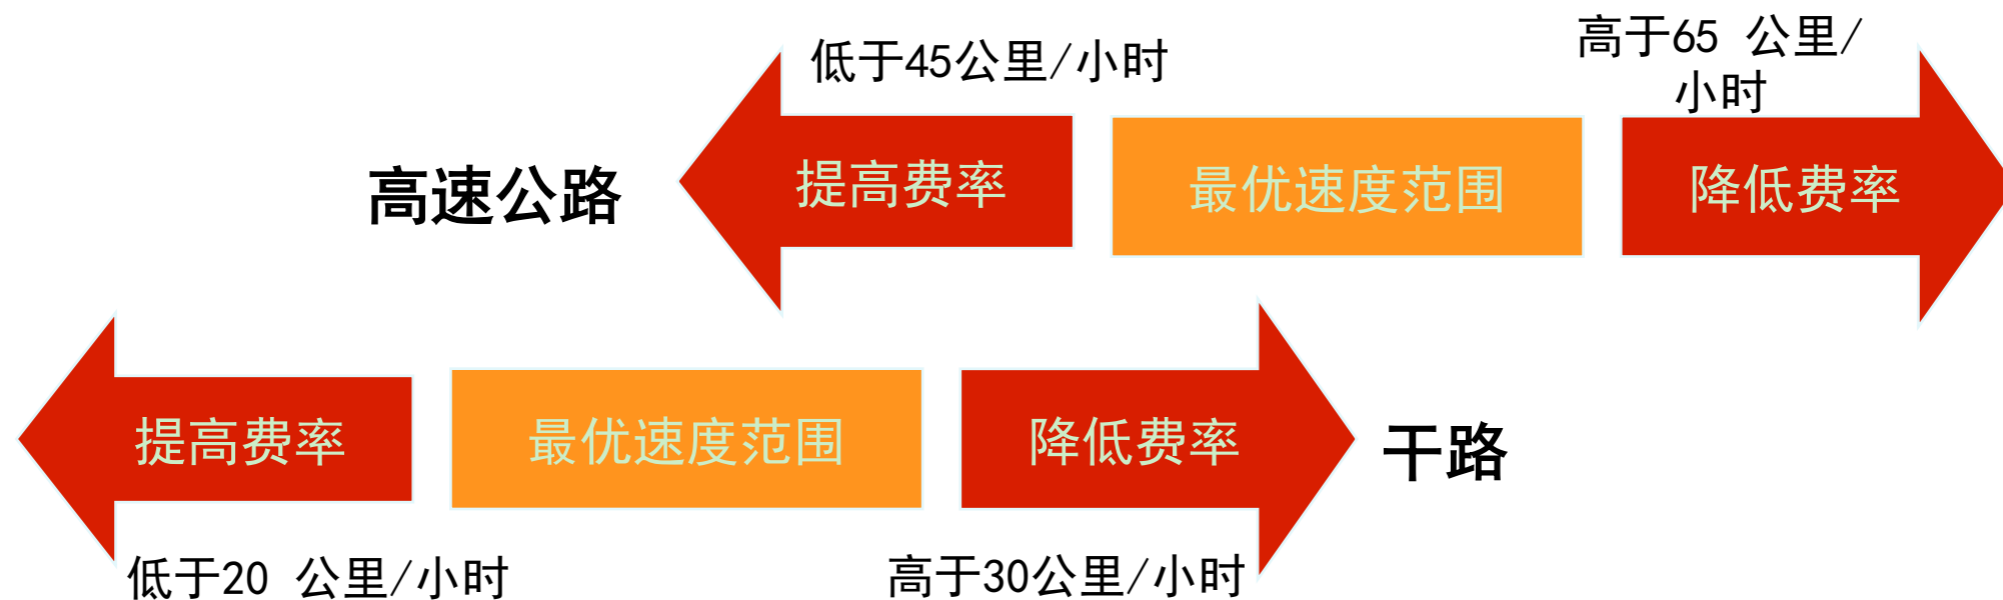 低于45公里/小时
高于65 公里/
小时
高速公路
提高费率
最优速度范围
降低费率
提高费率
最优速度范围
降低费率
干路
低于20 公里/小时
高于30公里/小时